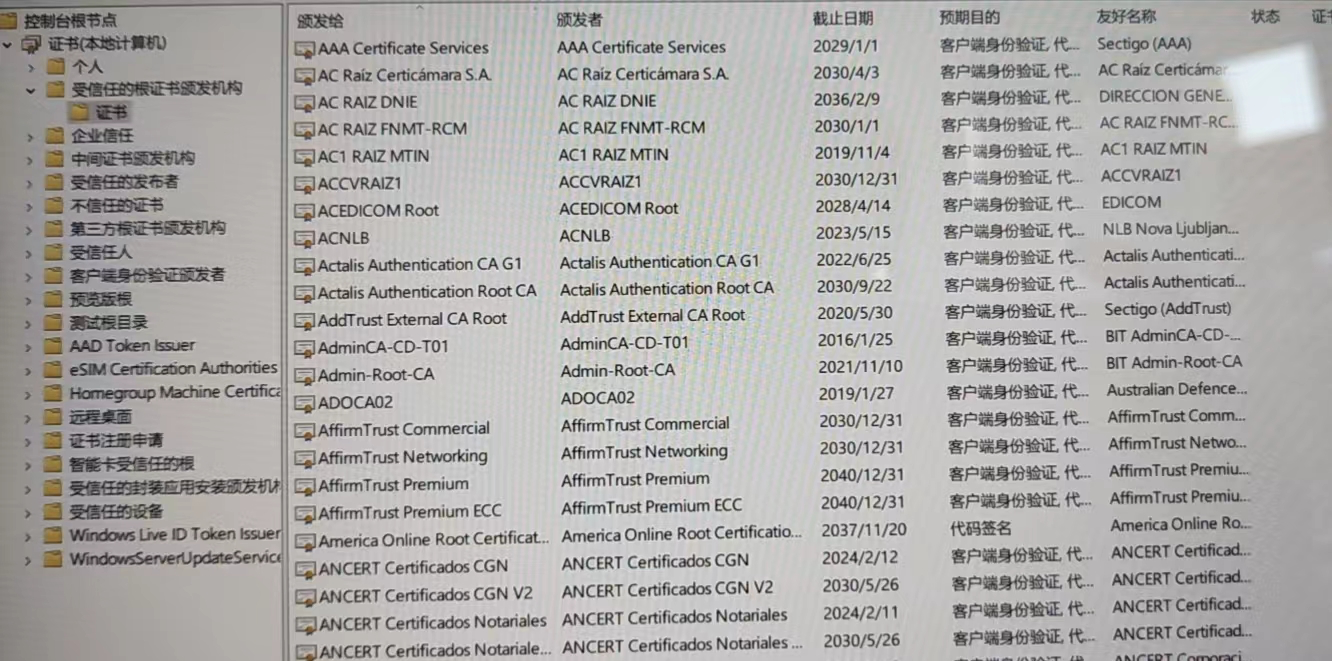 控制台根节点
证书(本地计算机)
个人
受信任的根证书颁发机构
证书
企业信任
中间证书颁发机构
受信任的发布者
不信任的证书
第三方根证书颁发机构
受信任人
客户端身份验证颁发者
预览版根
测试根目录
AAD Token Issuer
eSIM Certification Authorities
Homegroup Machine Certifica
远程桌面
证书注册申请
智能卡受信任的根
受信任的封装应用安装颁发机
受信任的设备
Windows Live ID Token Issuer
WindowsServerUpdateService
颁发给 颁发者 截止日期 预期目的 友好名称 状态 证
AAA Certificate Services AAA Certificate Services 2029/1/1 客户端身份验证, 代... Sectigo (AAA)
AC Raíz Certicámara S.A. AC Raíz Certicámara S.A. 2030/4/3 客户端身份验证, 代... AC Raíz Certicámar
AC RAIZ DNIE AC RAIZ DNIE 2036/2/9 客户端身份验证, 代... DIRECCION GENE...
AC RAIZ FNMT-RCM AC RAIZ FNMT-RCM 2030/1/1 客户端身份验证, 代... AC RAIZ FNMT-RC...
AC1 RAIZ MTIN AC1 RAIZ MTIN 2019/11/4 客户端身份验证, 代... AC1 RAIZ MTIN
ACCVRAIZ1 ACCVRAIZ1 2030/12/31 客户端身份验证, 代... ACCVRAIZ1
ACEDICOM Root ACEDICOM Root 2028/4/14 客户端身份验证, 代... EDICOM
ACNLB ACNLB 2023/5/15 客户端身份验证, 代... NLB Nova Ljubljan...
Actalis Authentication CA G1 Actalis Authentication CA G1 2022/6/25 客户端身份验证, 代... Actalis Authenticati...
Actalis Authentication Root CA Actalis Authentication Root CA 2030/9/22 客户端身份验证, 代... Actalis Authenticati...
AddTrust External CA Root AddTrust External CA Root 2020/5/30 客户端身份验证, 代... Sectigo (AddTrust)
AdminCA-CD-T01 AdminCA-CD-T01 2016/1/25 客户端身份验证, 代... BIT AdminCA-CD-...
Admin-Root-CA Admin-Root-CA 2021/11/10 客户端身份验证, 代... BIT Admin-Root-CA
ADOCA02 ADOCA02 2019/1/27 客户端身份验证, 代... Australian Defence...
AffirmTrust Commercial AffirmTrust Commercial 2030/12/31 客户端身份验证, 代... AffirmTrust Comm...
AffirmTrust Networking AffirmTrust Networking 2030/12/31 客户端身份验证, 代... AffirmTrust Netwo...
AffirmTrust Premium AffirmTrust Premium 2040/12/31 客户端身份验证, 代... AffirmTrust Premiu...
AffirmTrust Premium ECC AffirmTrust Premium ECC 2040/12/31 客户端身份验证, 代... AffirmTrust Premiu...
America Online Root Certificat... America Online Root Certificatio... 2037/11/20 代码签名 America Online Ro...
ANCERT Certificados CGN ANCERT Certificados CGN 2024/2/12 客户端身份验证, 代... ANCERT Certificad...
ANCERT Certificados CGN V2 ANCERT Certificados CGN V2 2030/5/26 客户端身份验证, 代... ANCERT Certificad...
ANCERT Certificados Notariales ANCERT Certificados Notariales 2024/2/11 客户端身份验证, 代... ANCERT Certificad...
ANCERT Certificados Notariale... ANCERT Certificados Notariales ... 2030/5/26 客户端身份验证, 代... ANCERT Certificad...